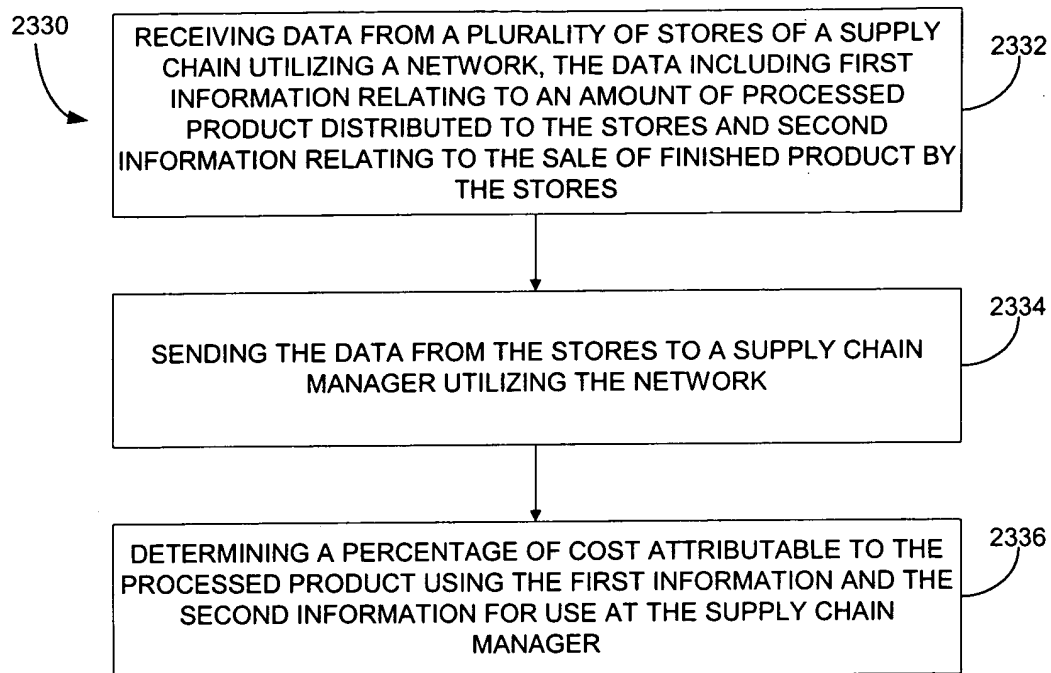 2330
RECEIVING DATA FROM A PLURALITY OF STORES OF A SUPPLY
CHAIN UTILIZING A NETWORK, THE DATA INCLUDING FIRST
INFORMATION RELATING TO AN AMOUNT OF PROCESSED
PRODUCT DISTRIBUTED TO THE STORES AND SECOND
INFORMATION RELATING TO THE SALE OF FINISHED PRODUCT BY
THE STORES
2332
SENDING THE DATA FROM THE STORES TO A SUPPLY CHAIN
MANAGER UTILIZING THE NETWORK
2334
DETERMINING A PERCENTAGE OF COST ATTRIBUTABLE TO THE
PROCESSED PRODUCT USING THE FIRST INFORMATION AND THE
SECOND INFORMATION FOR USE AT THE SUPPLY CHAIN
MANAGER
2336